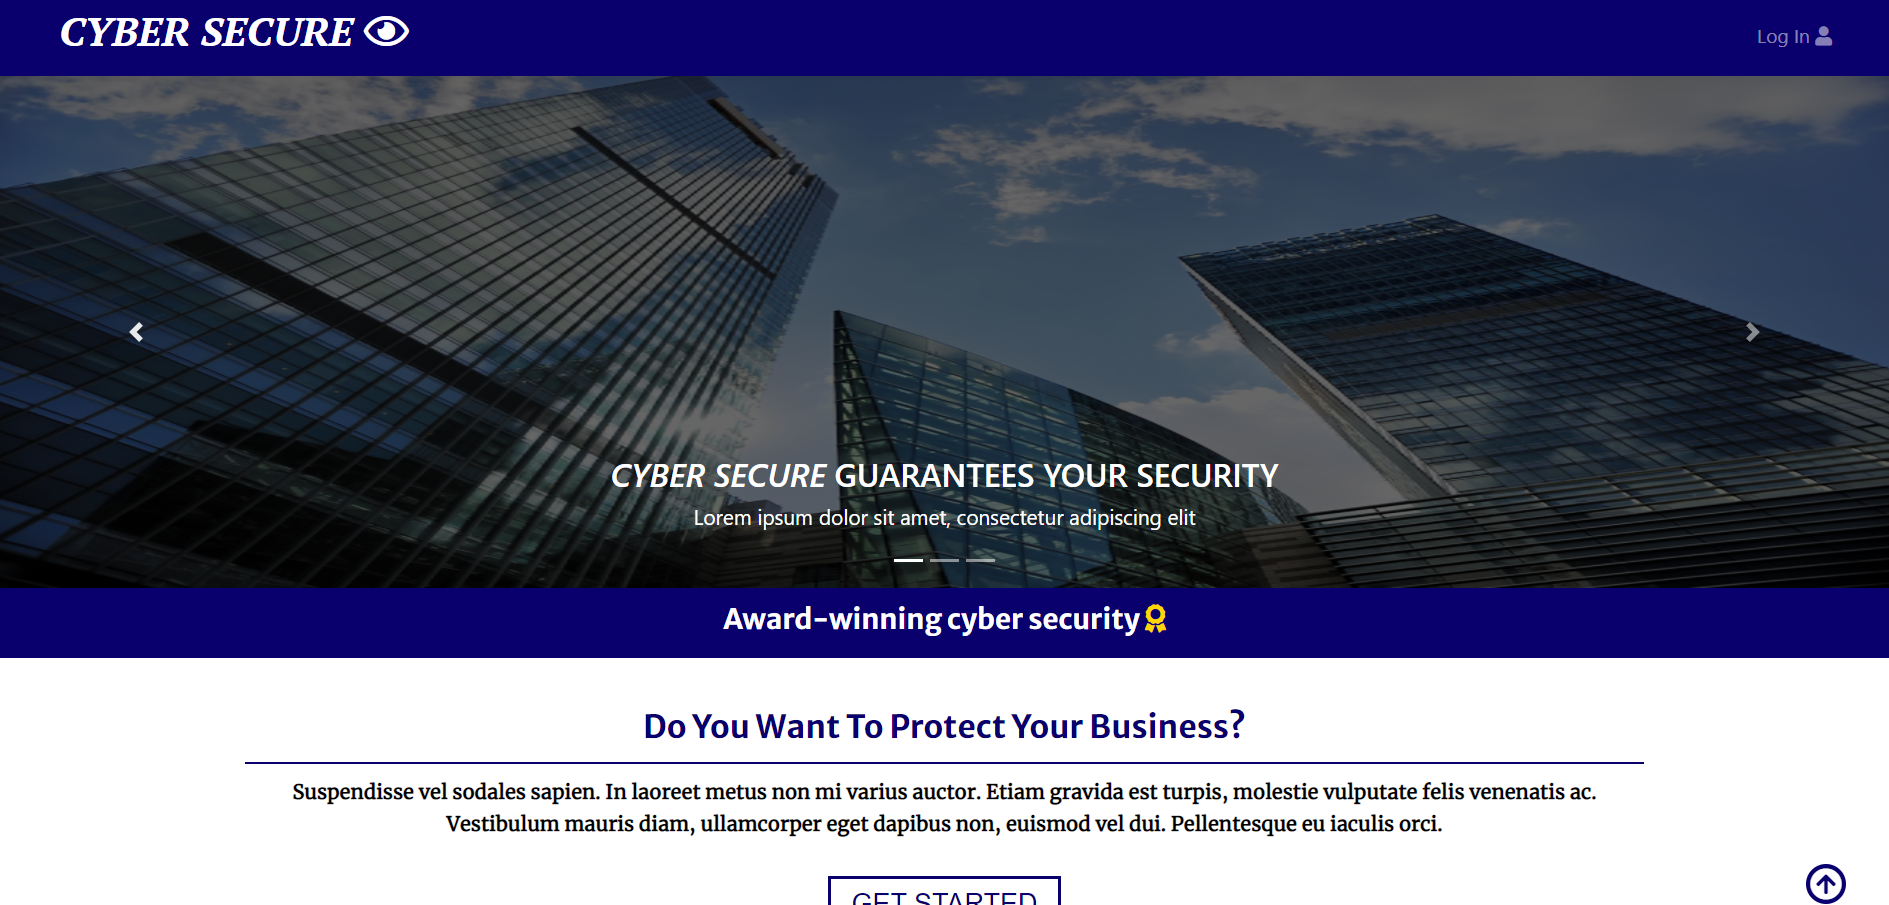 CYBER SECURE
Log In
CYBER SECURE GUARANTEES YOUR SECURITY
Lorem ipsum dolor sit amet, consectetur adipiscing elit
Award-winning cyber security
Do You Want To Protect Your Business?
Suspendisse vel sodales sapien. In laoreet metus non mi varius auctor. Etiam gravida est turpis, molestie vulputate felis venenatis ac.
Vestibulum mauris diam, ullamcorper eget dapibus non, euismod vel dui. Pellentesque eu iaculis orci.
GET STARTED